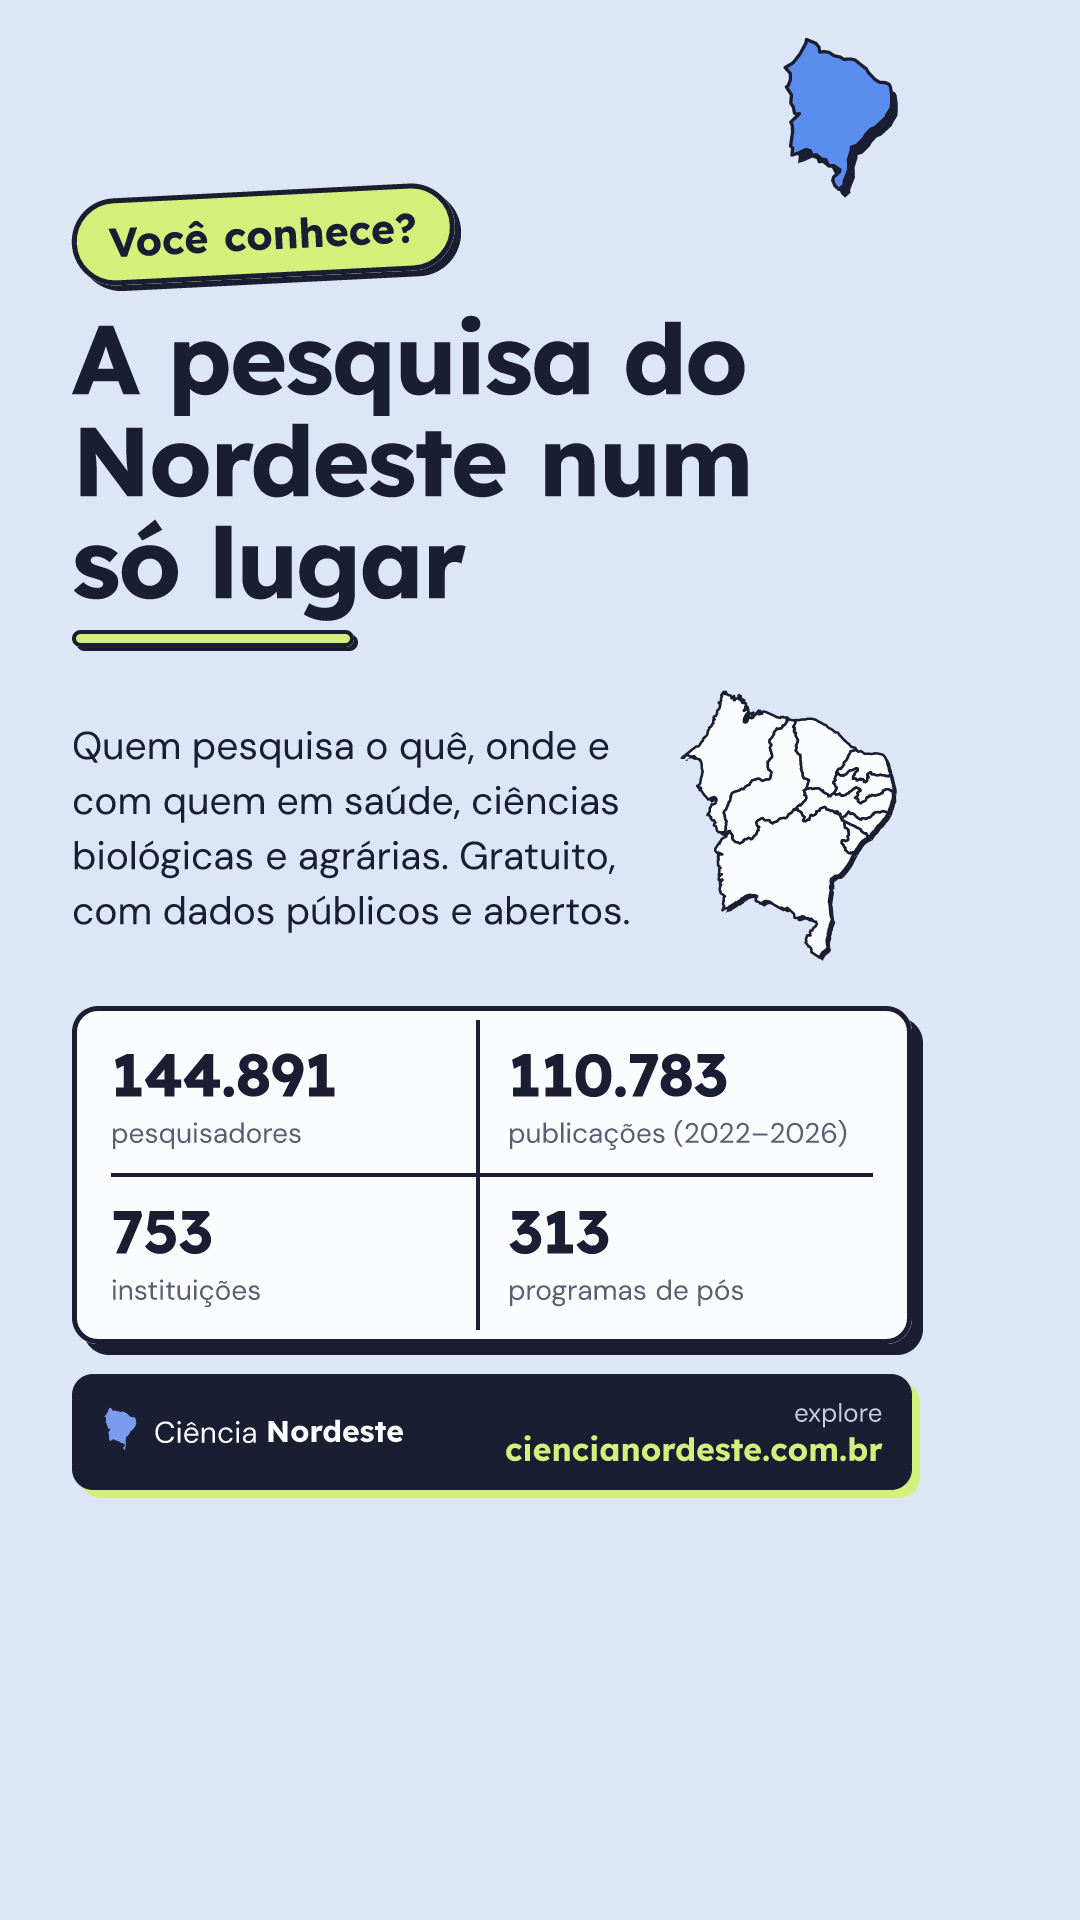 Você conhece?
A pesquisa do
Nordeste num
só lugar
Quem pesquisa o quê, onde e
com quem em saúde, ciências
biológicas e agrárias. Gratuito,
com dados públicos e abertos.
144.891
pesquisadores
110.783
publicações (2022–2026)
753
instituições
313
programas de pós
Ciência Nordeste
explore
ciencianordeste.com.br